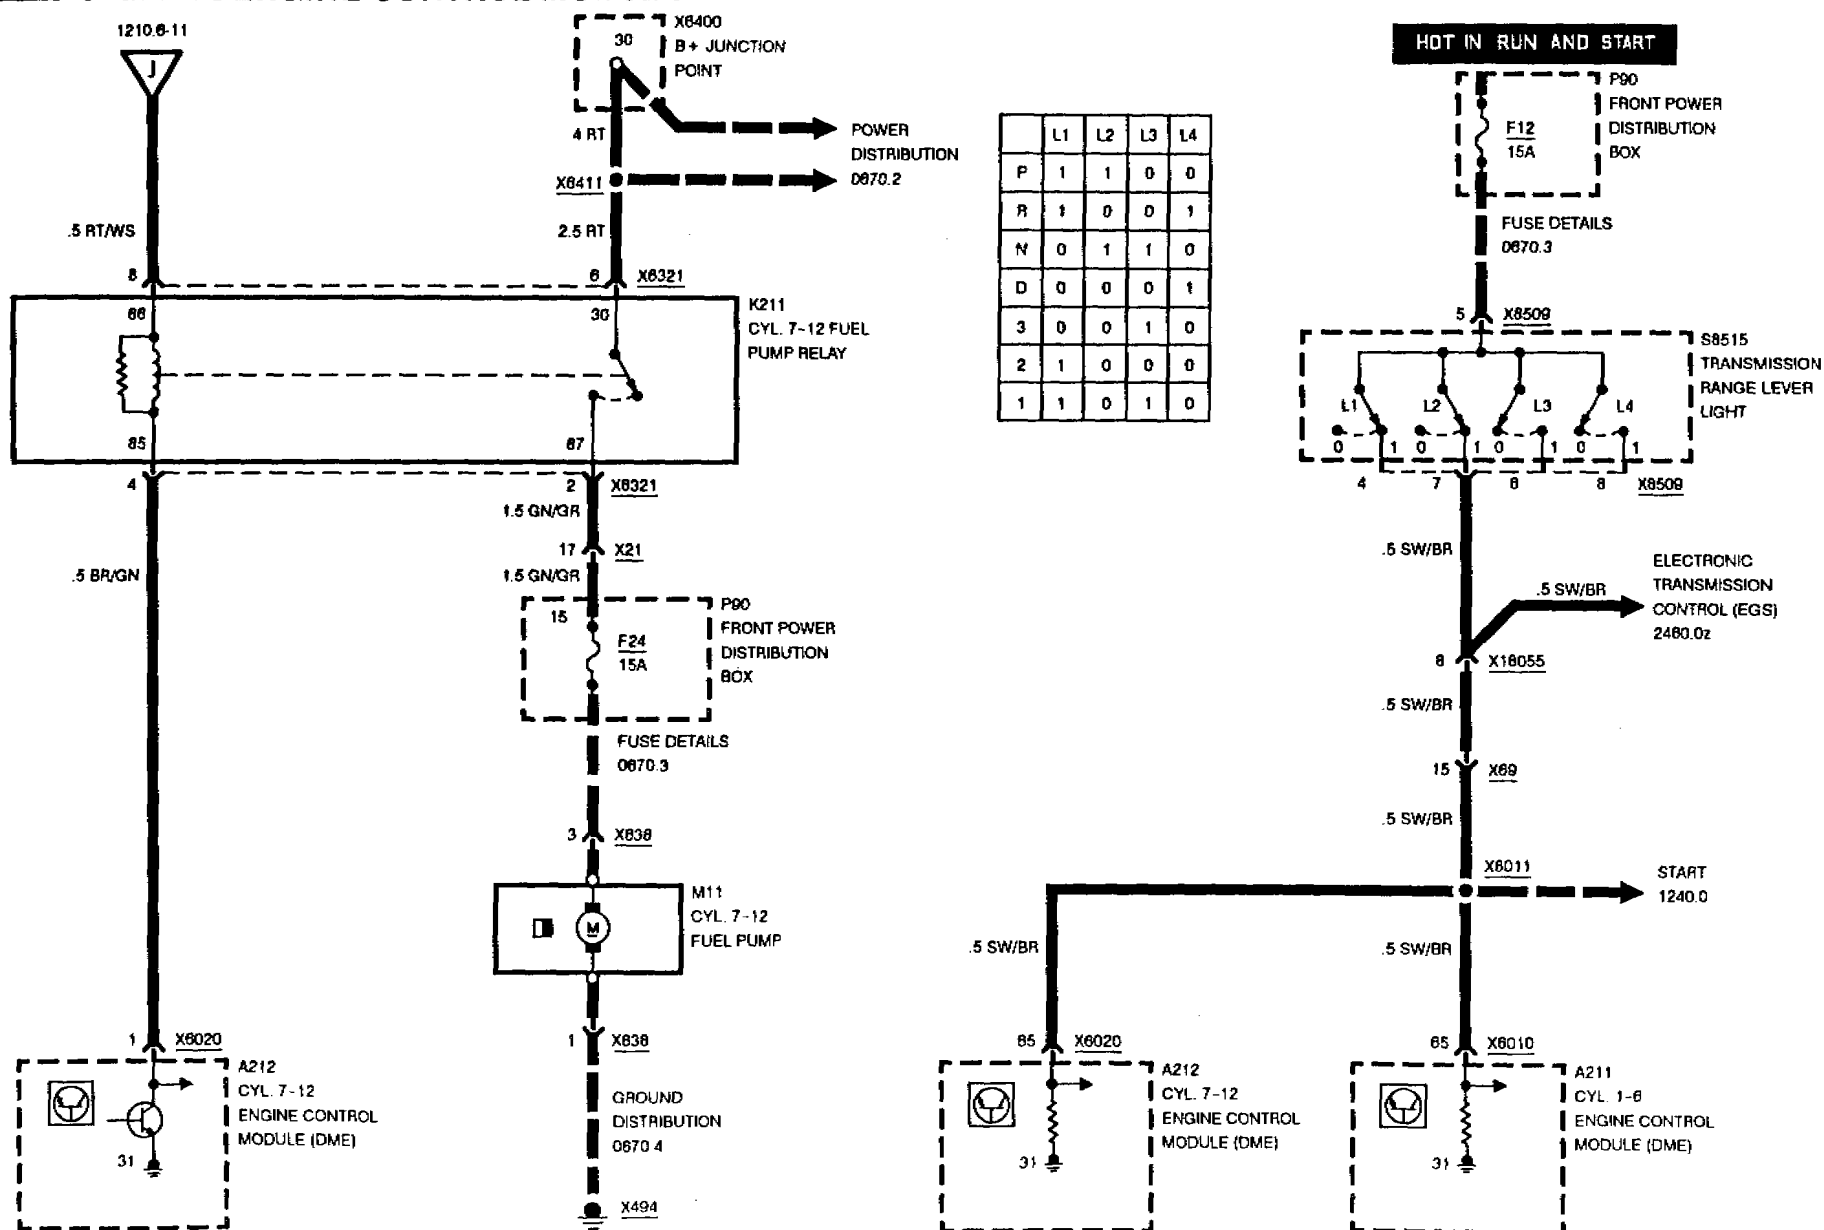 1210.6-11
J
.5 RT/WS
8
X6400
B+ JUNCTION
POINT
30
4 RT
POWER
DISTRIBUTION
0670.2
X6411
2.5 RT
6
X6321
K211
CYL. 7-12 FUEL
PUMP RELAY
86
30
85
87
4
2
X6321
1.5 GN/GR
17
X21
.5 BR/GN
1.5 GN/GR
15
F24
15A
P90
FRONT POWER
DISTRIBUTION
BOX
FUSE DETAILS
0670.3
3
X638
M
M11
CYL. 7-12
FUEL PUMP
1
X638
GROUND
DISTRIBUTION
0670 4
X494
1
X6020
A212
CYL. 7-12
ENGINE CONTROL
MODULE (DME)
31
L1 L2 L3 L4
P 1 1 0 0
R 1 0 0 1
N 0 1 1 0
D 0 0 0 1
3 0 0 1 0
2 1 0 0 0
1 1 0 1 0
HOT IN RUN AND START
F12
15A
P90
FRONT POWER
DISTRIBUTION
BOX
FUSE DETAILS
0670.3
5
X8509
S8515
TRANSMISSION
RANGE LEVER
LIGHT
L1 L2 L3 L4
0 1 0 1 0 1 0 1
4 7 6 8
X8509
.5 SW/BR
.5 SW/BR
ELECTRONIC
TRANSMISSION
CONTROL (EGS)
2460.0z
8
X18055
.5 SW/BR
15
X69
.5 SW/BR
X6011
START
1240.0
.5 SW/BR
.5 SW/BR
65
X6020
A212
CYL. 7-12
ENGINE CONTROL
MODULE (DME)
31
65
X6010
A211
CYL. 1-6
ENGINE CONTROL
MODULE (DME)
31